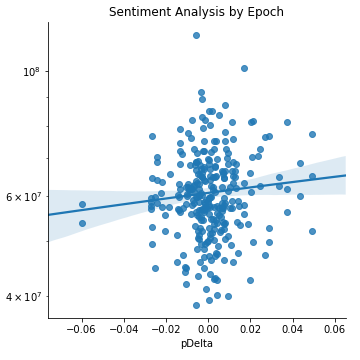 Sentiment Analysis by Epoch
10⁸
6 × 10⁷
4 × 10⁷
−0.06 −0.04 −0.02 0.00 0.02 0.04 0.06
pDelta